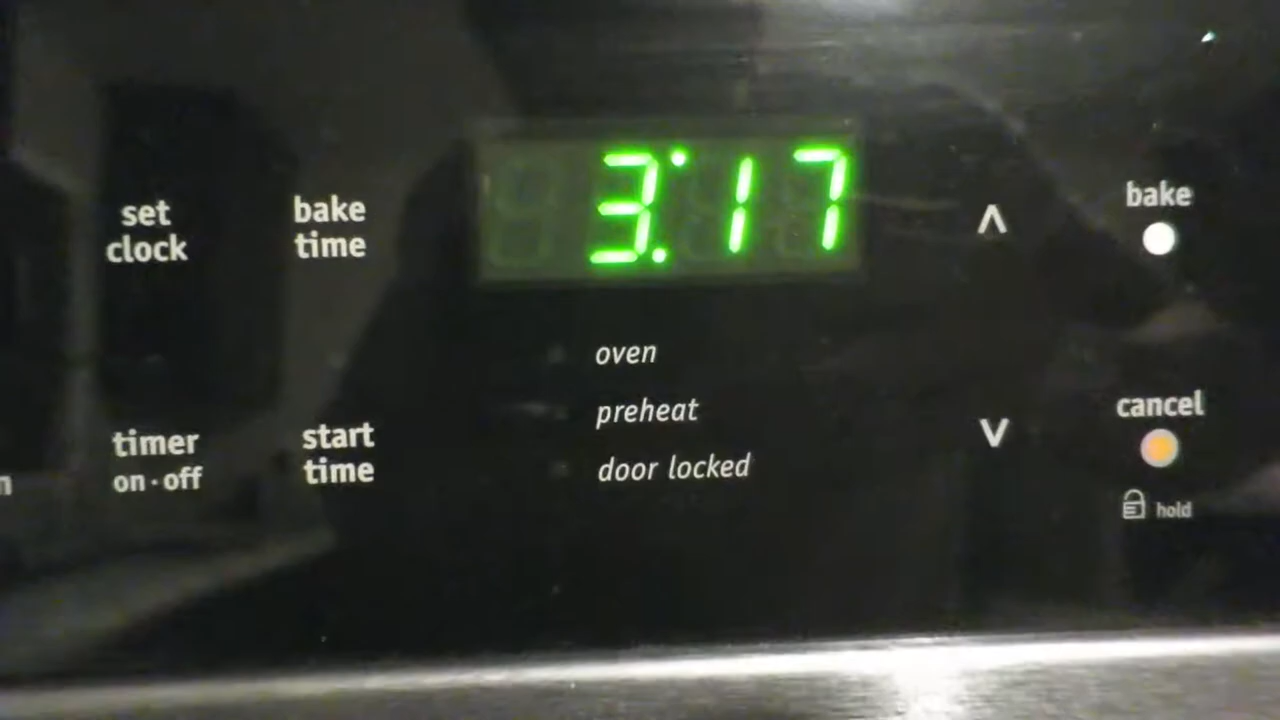 3:17
set
clock
bake
time
Λ
bake
oven
preheat
door locked
timer
on·off
start
time
V
cancel
hold